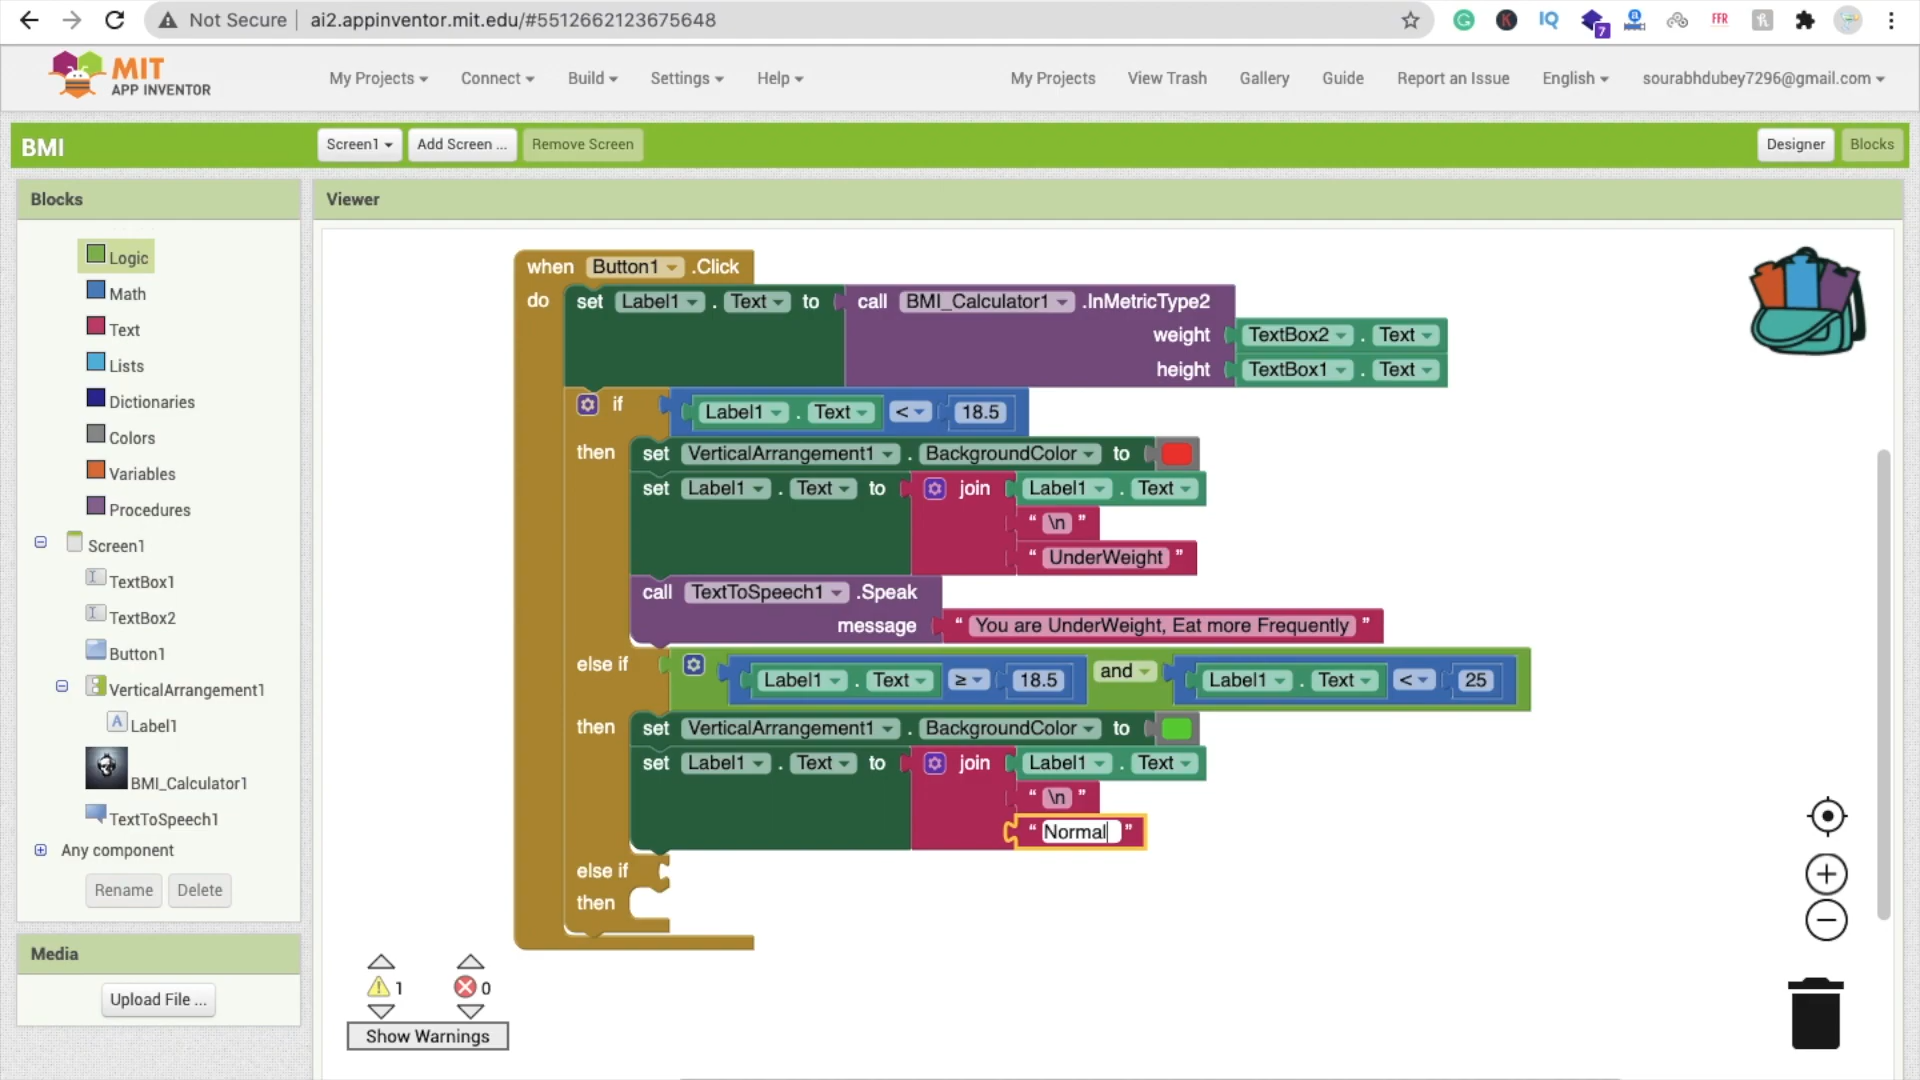 Not Secure ai2.appinventor.mit.edu/#5512662123675648
IQ 7 FFR
MIT
APP INVENTOR
My Projects Connect Build Settings Help My Projects View Trash Gallery Guide Report an Issue English sourabhdubey7296@gmail.com
BMI Screen1 Add Screen ... Remove Screen Designer Blocks
Blocks
Viewer
Logic
Math
Text
Lists
Dictionaries
Colors
Variables
Procedures
Screen1
TextBox1
TextBox2
Button1
VerticalArrangement1
A Label1
BMI_Calculator1
TextToSpeech1
Any component
Rename Delete
Media
Upload File ...
when Button1 .Click
do set Label1 . Text to call BMI_Calculator1 .InMetricType2
weight TextBox2 . Text
height TextBox1 . Text
if Label1 . Text < 18.5
then set VerticalArrangement1 . BackgroundColor to
set Label1 . Text to join Label1 . Text
“ \n ”
“ UnderWeight ”
call TextToSpeech1 .Speak
message “ You are UnderWeight, Eat more Frequently ”
else if Label1 . Text ≥ 18.5 and Label1 . Text < 25
then set VerticalArrangement1 . BackgroundColor to
set Label1 . Text to join Label1 . Text
“ \n ”
“ Normal ”
else if
then
1 0
Show Warnings